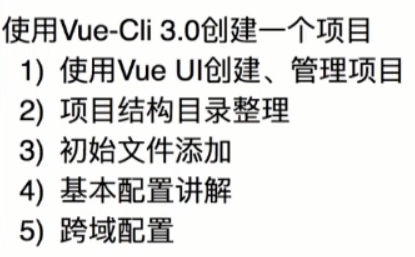 使用Vue-Cli 3.0创建一个项目
1) 使用Vue UI创建、管理项目
2) 项目结构目录整理
3) 初始文件添加
4) 基本配置讲解
5) 跨域配置